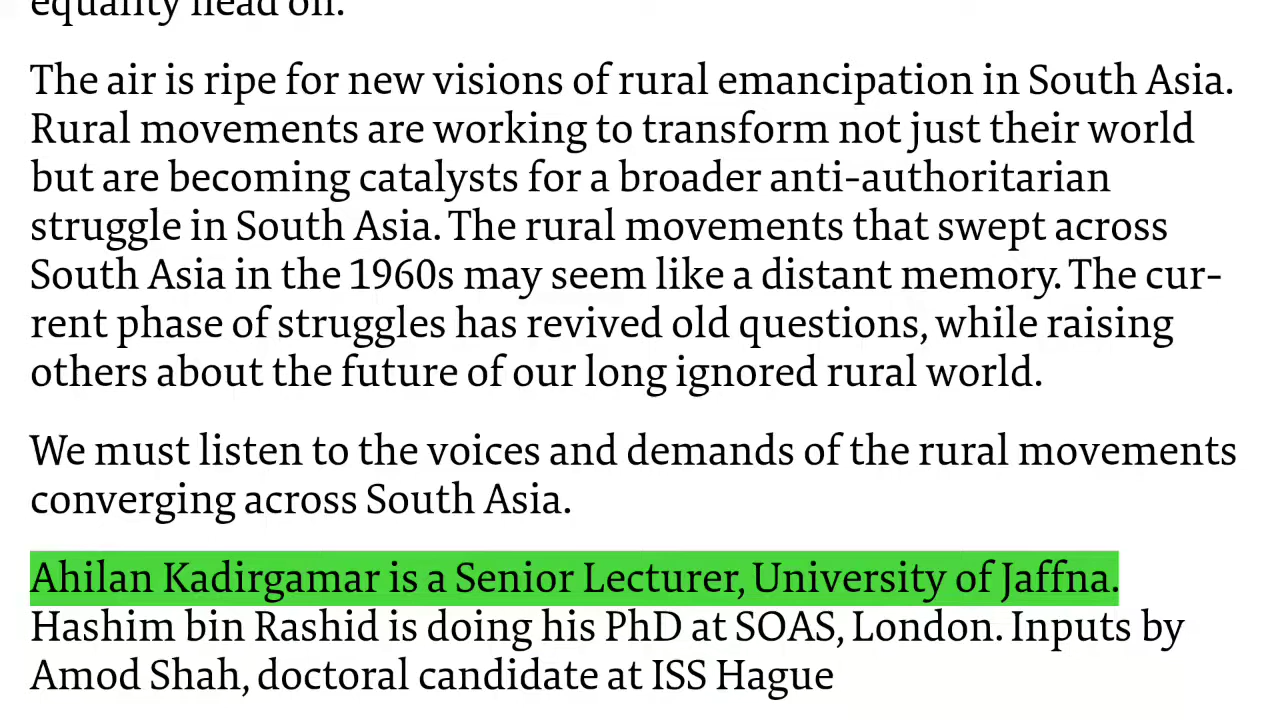 equality head on.
The air is ripe for new visions of rural emancipation in South Asia.
Rural movements are working to transform not just their world
but are becoming catalysts for a broader anti-authoritarian
struggle in South Asia. The rural movements that swept across
South Asia in the 1960s may seem like a distant memory. The cur-
rent phase of struggles has revived old questions, while raising
others about the future of our long ignored rural world.
We must listen to the voices and demands of the rural movements
converging across South Asia.
Ahilan Kadirgamar is a Senior Lecturer, University of Jaffna.
Hashim bin Rashid is doing his PhD at SOAS, London. Inputs by
Amod Shah, doctoral candidate at ISS Hague